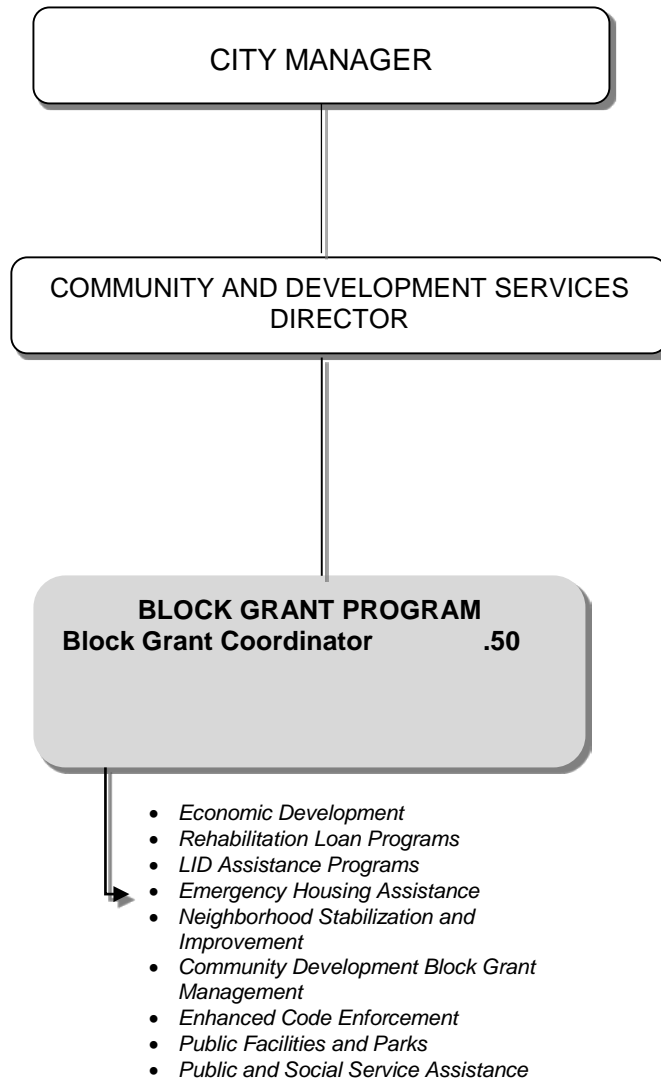 CITY MANAGER
COMMUNITY AND DEVELOPMENT SERVICES
DIRECTOR
BLOCK GRANT PROGRAM
Block Grant Coordinator .50
• Economic Development
• Rehabilitation Loan Programs
• LID Assistance Programs
• Emergency Housing Assistance
• Neighborhood Stabilization and
Improvement
• Community Development Block Grant
Management
• Enhanced Code Enforcement
• Public Facilities and Parks
• Public and Social Service Assistance